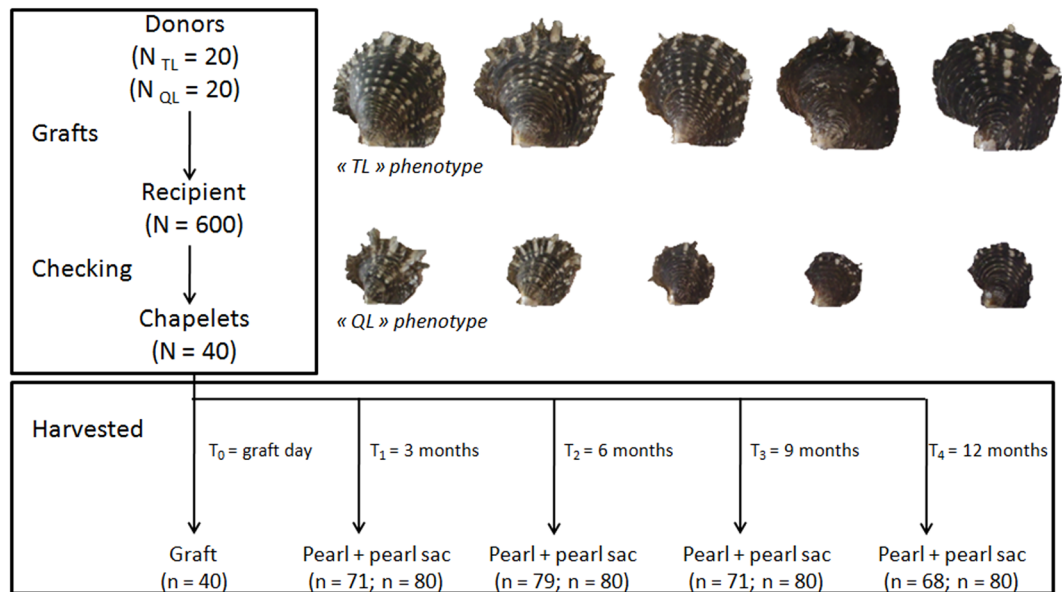 Donors
(N TL = 20)
(N QL = 20)
Grafts
Recipient
(N = 600)
Checking
Chapelets
(N = 40)
« TL » phenotype
« QL » phenotype
Harvested
T0 = graft day
T1 = 3 months
T2 = 6 months
T3 = 9 months
T4 = 12 months
Graft
(n = 40)
Pearl + pearl sac
(n = 71; n = 80)
Pearl + pearl sac
(n = 79; n = 80)
Pearl + pearl sac
(n = 71; n = 80)
Pearl + pearl sac
(n = 68; n = 80)